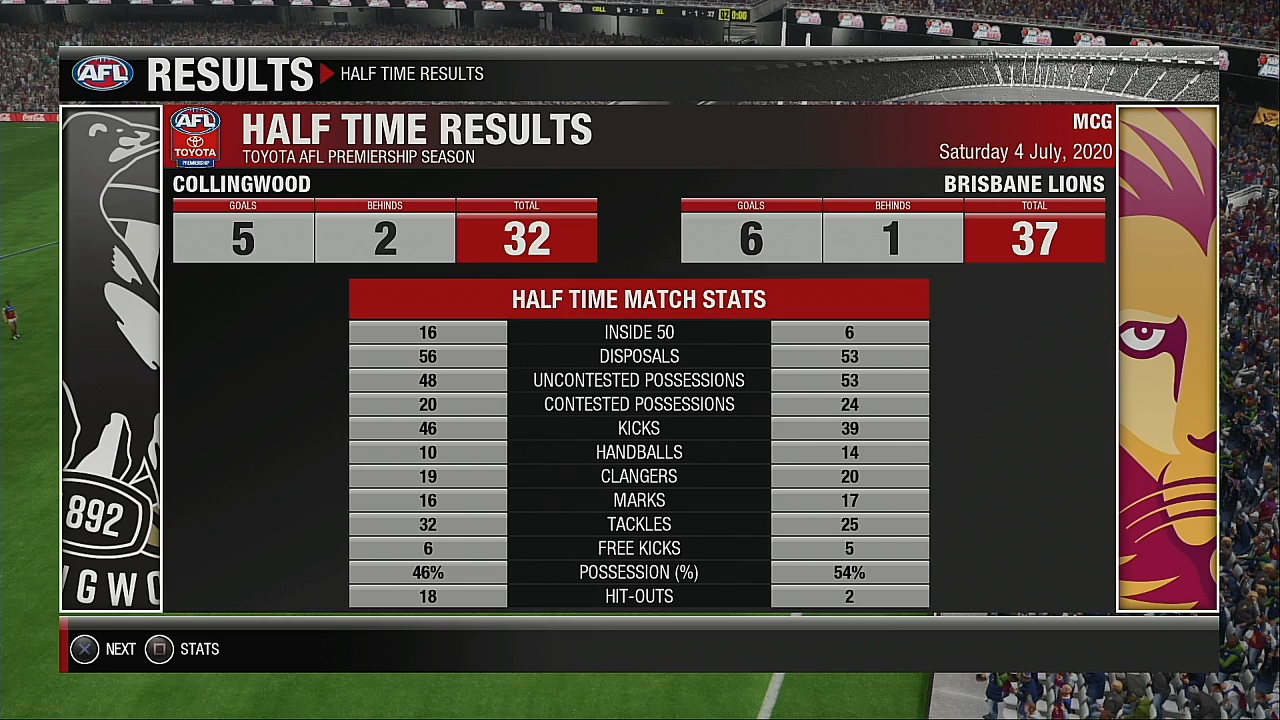 AFL RESULTS HALF TIME RESULTS
AFL TOYOTA PREMIERSHIP
HALF TIME RESULTS
TOYOTA AFL PREMIERSHIP SEASON
MCG
Saturday 4 July, 2020
COLLINGWOOD
BRISBANE LIONS
GOALS BEHINDS TOTAL GOALS BEHINDS TOTAL
5 2 32 6 1 37
HALF TIME MATCH STATS
16 INSIDE 50 6
56 DISPOSALS 53
48 UNCONTESTED POSSESSIONS 53
20 CONTESTED POSSESSIONS 24
46 KICKS 39
10 HANDBALLS 14
19 CLANGERS 20
16 MARKS 17
32 TACKLES 25
6 FREE KICKS 5
46% POSSESSION (%) 54%
18 HIT-OUTS 2
892
NGWO
NEXT STATS